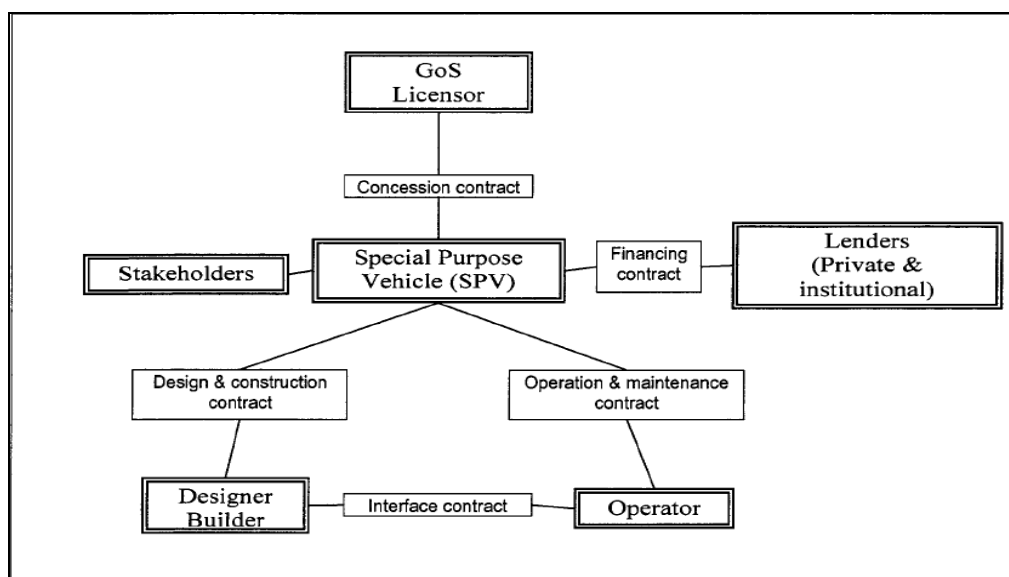 GoS
Licensor
Concession contract
Stakeholders
Special Purpose
Vehicle (SPV)
Financing
contract
Lenders
(Private &
institutional)
Design & construction
contract
Operation & maintenance
contract
Designer
Builder
Interface contract
Operator